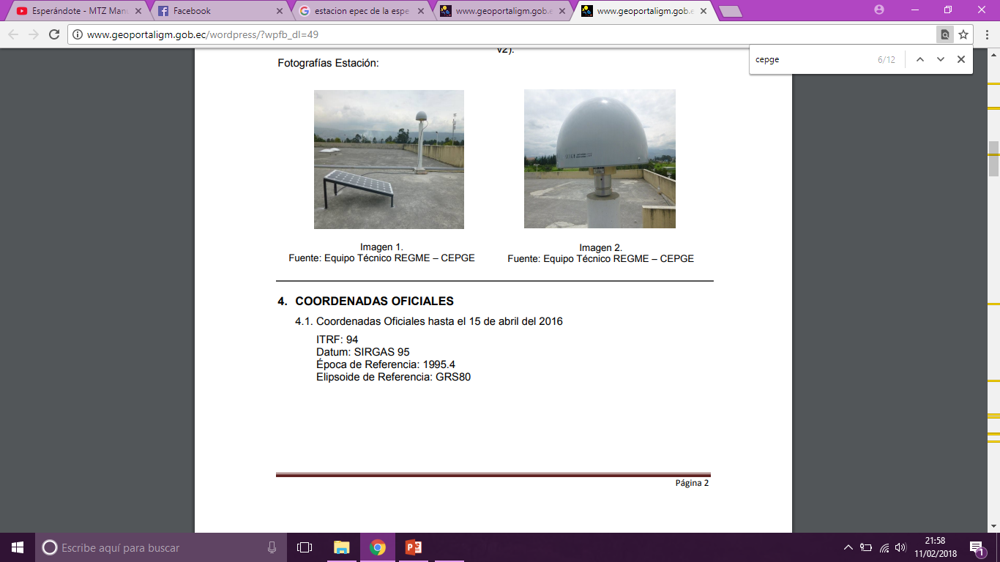 Esperándote - MTZ Manu
Facebook
estacion epec de la espe
www.geoportaligm.gob.e
www.geoportaligm.gob.e
www.geoportaligm.gob.ec/wordpress/?wpfb_dl=49
cepge
6/12
v2).
Fotografías Estación:
Imagen 1.
Fuente: Equipo Técnico REGME – CEPGE
Imagen 2.
Fuente: Equipo Técnico REGME – CEPGE
4. COORDENADAS OFICIALES
4.1. Coordenadas Oficiales hasta el 15 de abril del 2016
ITRF: 94
Datum: SIRGAS 95
Época de Referencia: 1995.4
Elipsoide de Referencia: GRS80
Página 2
Escribe aquí para buscar
21:58
11/02/2018
1